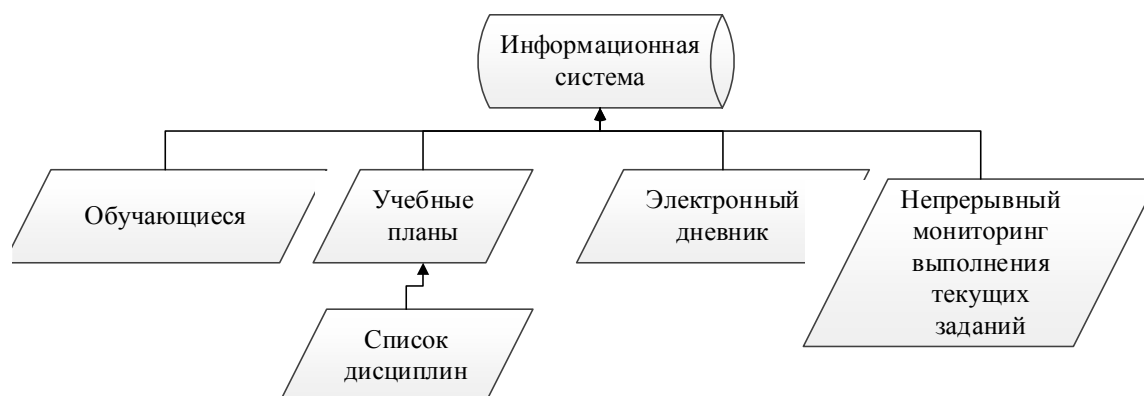 Информационная
система
Обучающиеся
Учебные
планы
Электронный
дневник
Непрерывный
мониторинг
выполнения
текущих
заданий
Список
дисциплин